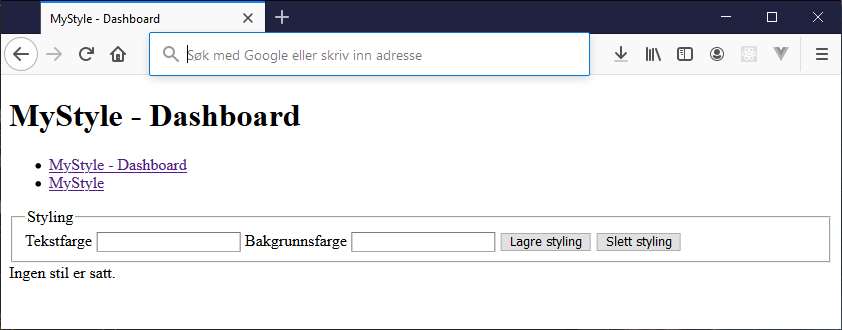 MyStyle - Dashboard
Søk med Google eller skriv inn adresse
MyStyle - Dashboard
MyStyle - Dashboard
MyStyle
Styling
Tekstfarge Bakgrunnsfarge Lagre styling Slett styling
Ingen stil er satt.